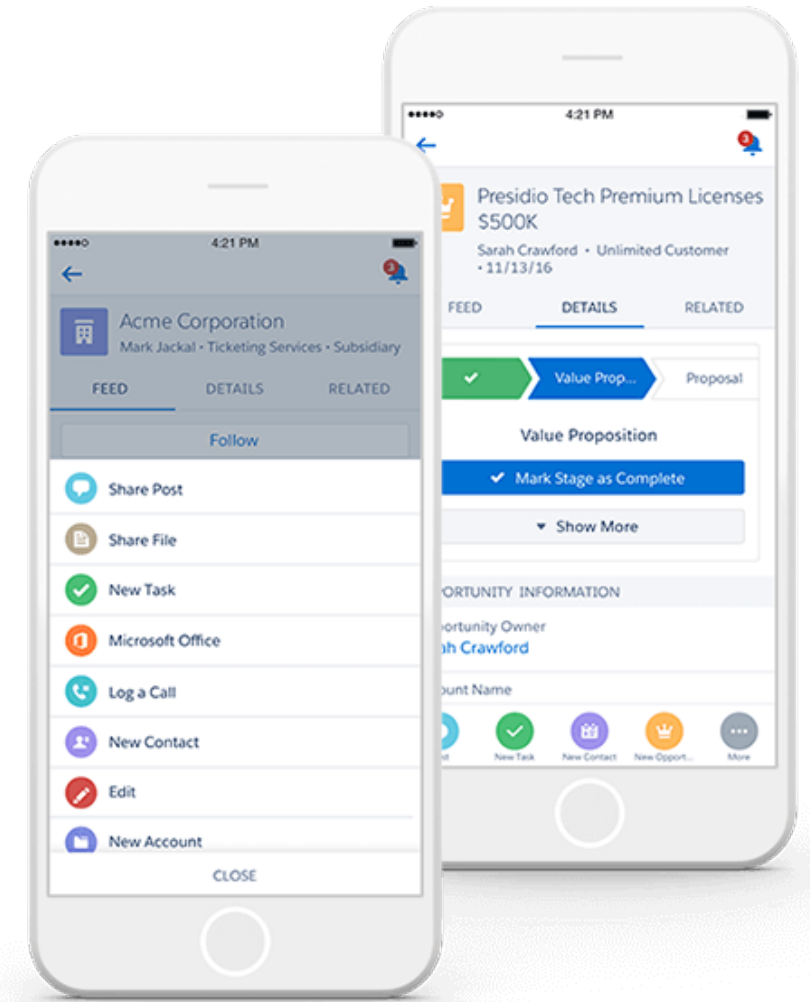 4:21 PM
3
Acme Corporation
Mark Jackal • Ticketing Services • Subsidiary
FEED DETAILS RELATED
Follow
Share Post
Share File
New Task
Microsoft Office
Log a Call
New Contact
Edit
New Account
CLOSE
4:21 PM
3
Presidio Tech Premium Licenses
$500K
Sarah Crawford • Unlimited Customer
• 11/13/16
FEED DETAILS RELATED
Value Prop... Proposal
Value Proposition
Mark Stage as Complete
Show More
ORTUNITY INFORMATION
ortunity Owner
ah Crawford
ount Name
New Task New Contact New Opport... More